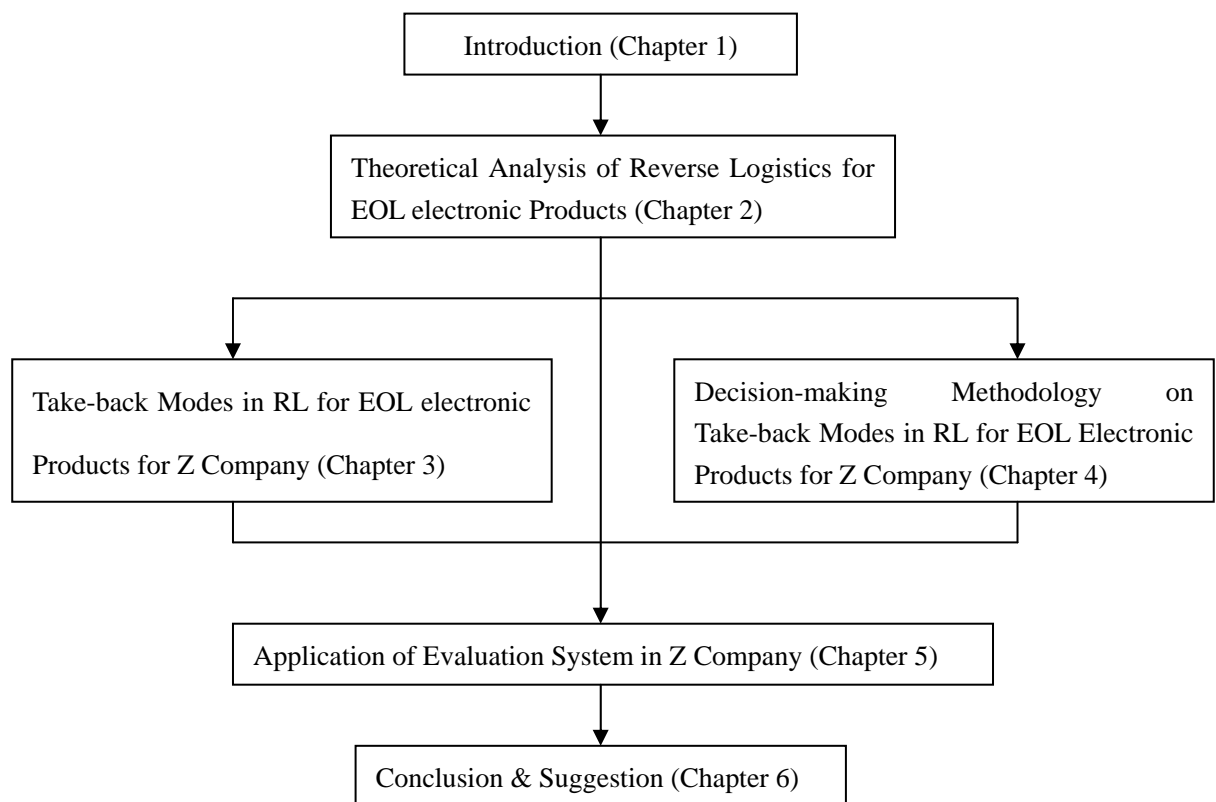 Introduction (Chapter 1)
Theoretical Analysis of Reverse Logistics for
EOL electronic Products (Chapter 2)
Take-back Modes in RL for EOL electronic
Products for Z Company (Chapter 3)
Decision-making Methodology on
Take-back Modes in RL for EOL Electronic
Products for Z Company (Chapter 4)
Application of Evaluation System in Z Company (Chapter 5)
Conclusion & Suggestion (Chapter 6)